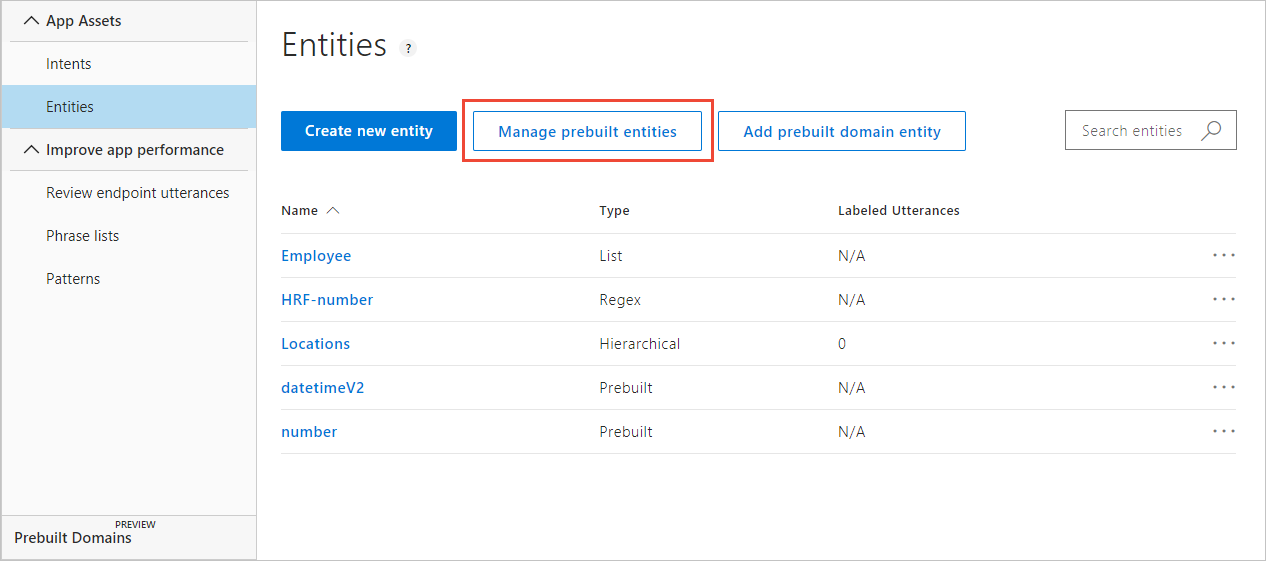 App Assets
Intents
Entities
Improve app performance
Review endpoint utterances
Phrase lists
Patterns
PREVIEW
Prebuilt Domains
Entities ?
Create new entity Manage prebuilt entities Add prebuilt domain entity Search entities
Name Type Labeled Utterances
Employee List N/A ...
HRF-number Regex N/A ...
Locations Hierarchical 0 ...
datetimeV2 Prebuilt N/A ...
number Prebuilt N/A ...